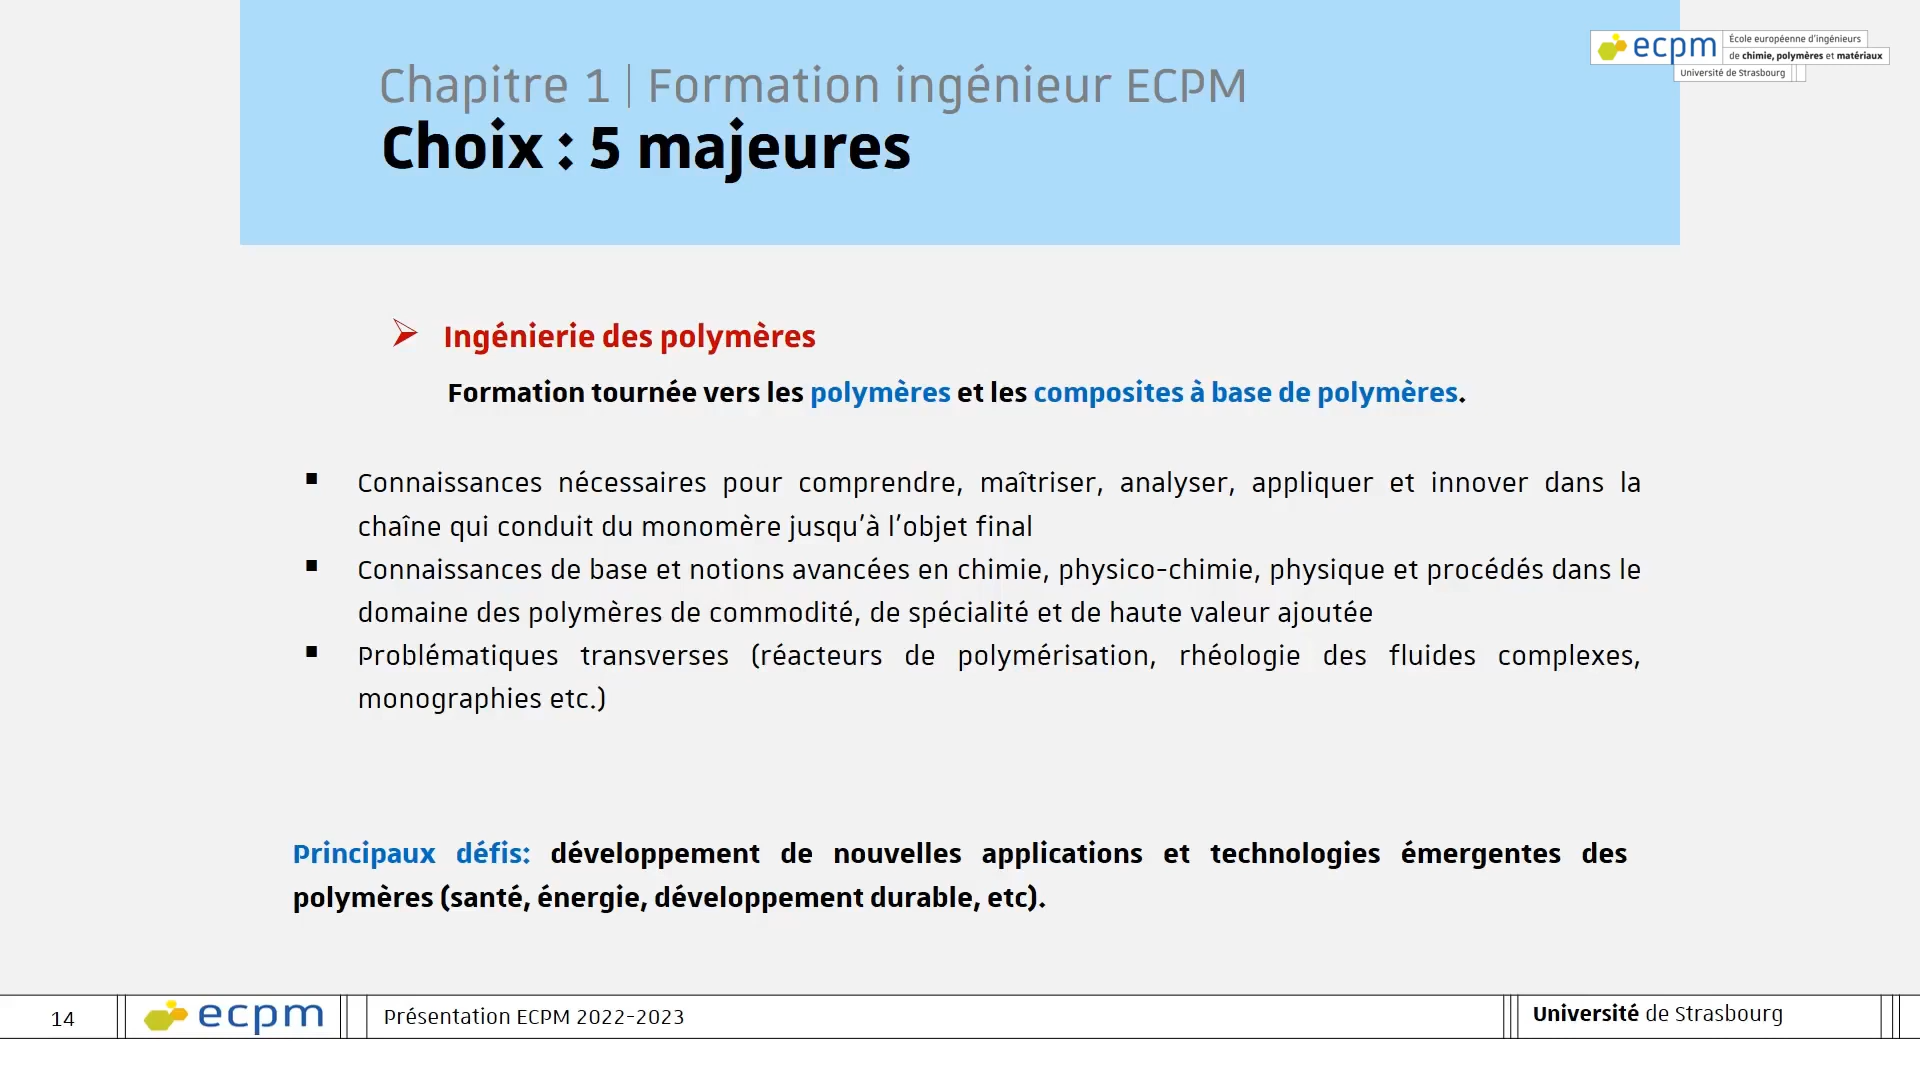 ecpm
École européenne d'ingénieurs
de chimie, polymères et matériaux
Université de Strasbourg
Chapitre 1 | Formation ingénieur ECPM
Choix : 5 majeures
Ingénierie des polymères
Formation tournée vers les polymères et les composites à base de polymères.
Connaissances nécessaires pour comprendre, maîtriser, analyser, appliquer et innover dans la
chaîne qui conduit du monomère jusqu’à l’objet final
Connaissances de base et notions avancées en chimie, physico-chimie, physique et procédés dans le
domaine des polymères de commodité, de spécialité et de haute valeur ajoutée
Problématiques transverses (réacteurs de polymérisation, rhéologie des fluides complexes,
monographies etc.)
Principaux défis: développement de nouvelles applications et technologies émergentes des
polymères (santé, énergie, développement durable, etc).
14
ecpm
Présentation ECPM 2022-2023
Université de Strasbourg